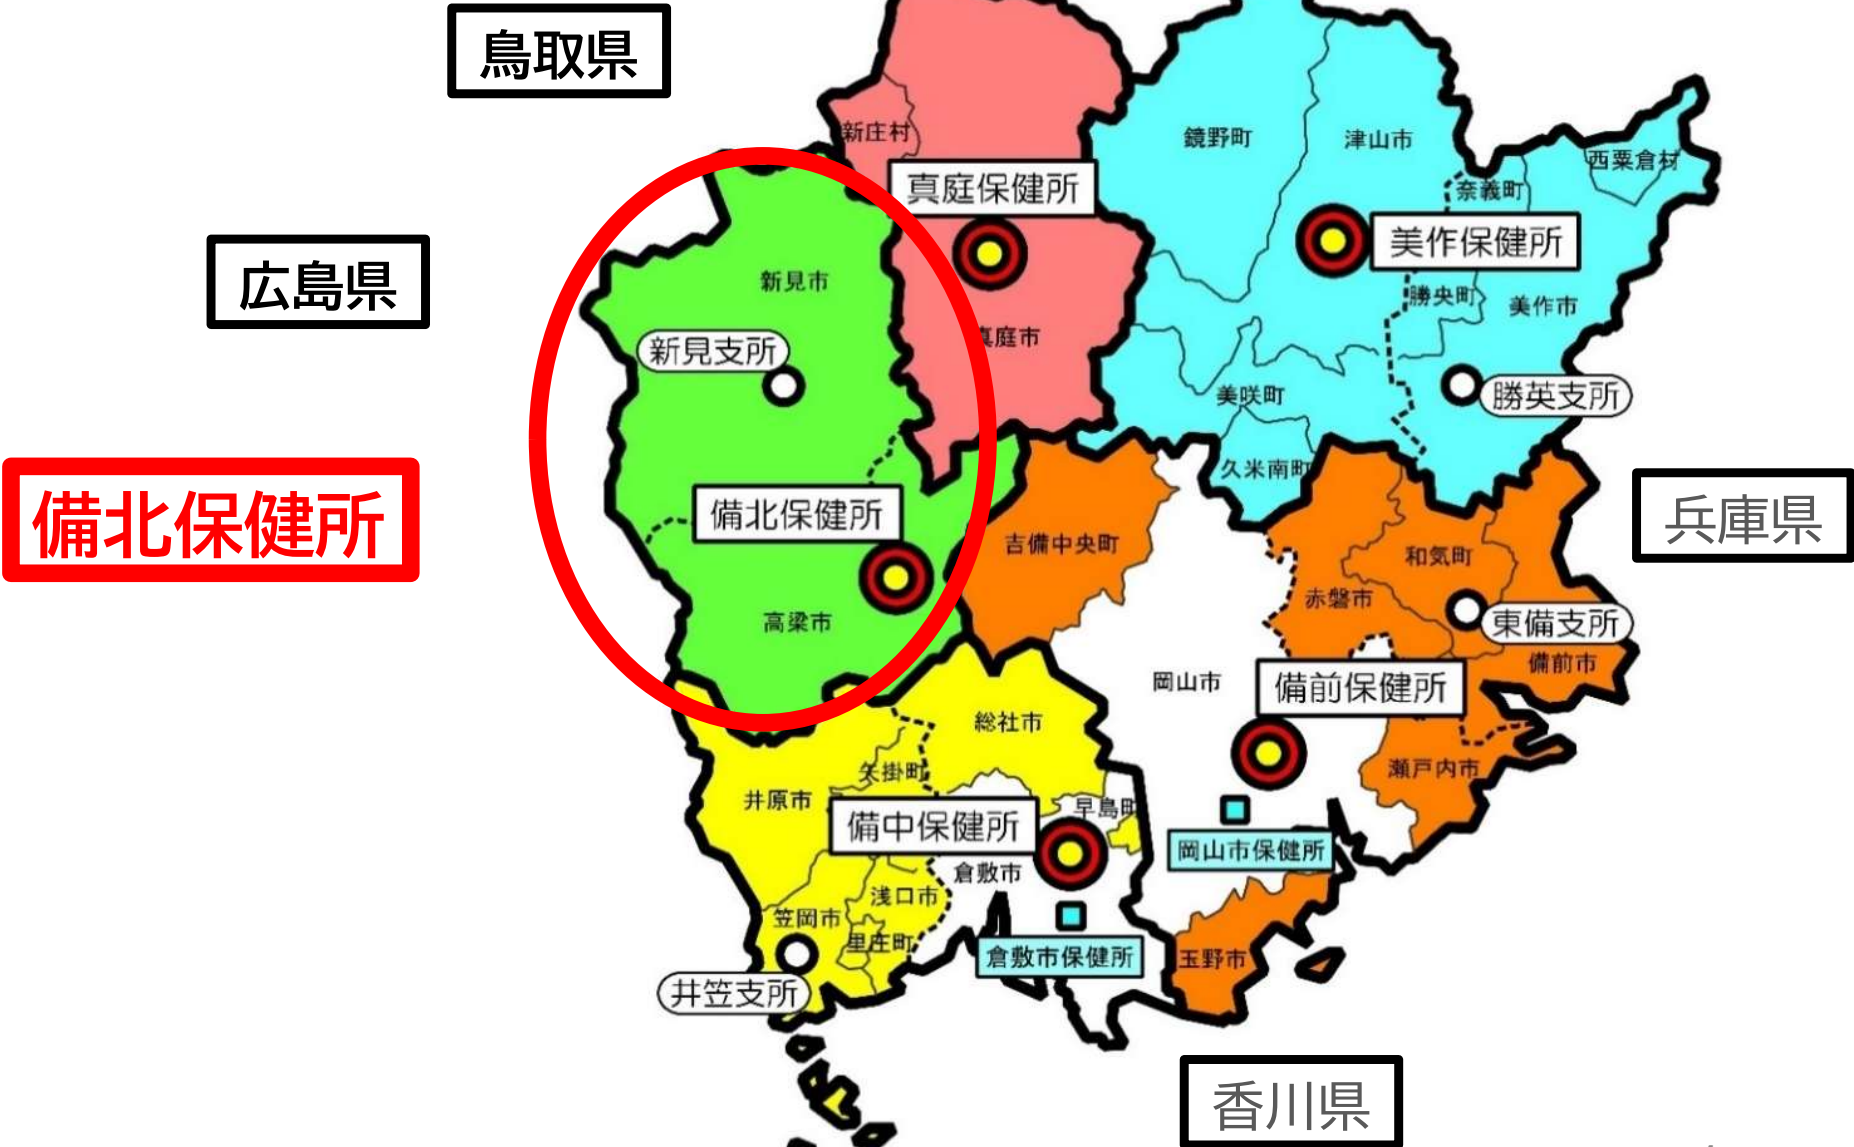 鳥取県
新庄村
鏡野町
津山市
西粟倉村
奈義町
真庭保健所
美作保健所
広島県
新見市
勝央町
美作市
真庭市
新見支所
美咲町
勝英支所
久米南町
備北保健所
備北保健所
兵庫県
吉備中央町
和気町
赤磐市
高梁市
東備支所
備前市
岡山市
備前保健所
総社市
矢掛町
瀬戸内市
井原市
早島町
備中保健所
岡山市保健所
倉敷市
浅口市
笠岡市
里庄町
倉敷市保健所
玉野市
井笠支所
香川県